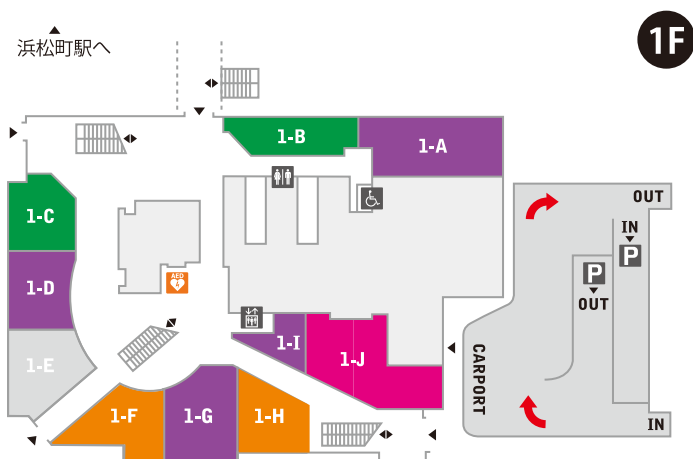 浜松町駅へ
1F
1-B
1-A
1-C
OUT
IN
P
AED
1-D
P
OUT
1-I
1-J
1-E
CARPORT
1-F
1-G
1-H
IN